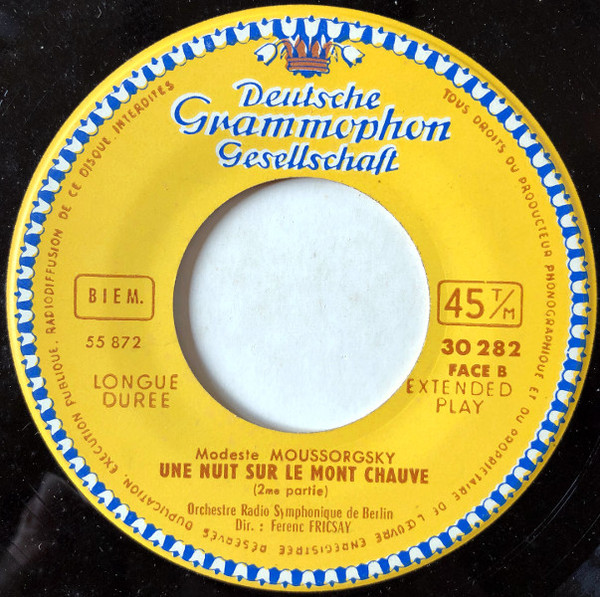 Deutsche
Grammophon
Gesellschaft
TOUS DROITS DU PRODUCTEUR PHONOGRAPHIQUE ET DU PROPRIETAIRE DE L'ŒUVRE ENREGISTREE RESERVES DUPLICATION, EXECUTION PUBLIQUE, RADIODIFFUSION DE CE DISQUE INTERDITES
BIEM.
45 T/M
55 872
30 282
FACE B
LONGUE
DUREE
EXTENDED
PLAY
Modeste MOUSSORGSKY
UNE NUIT SUR LE MONT CHAUVE
(2me partie)
Orchestre Radio Symphonique de Berlin
Dir. : Ferenc FRICSAY